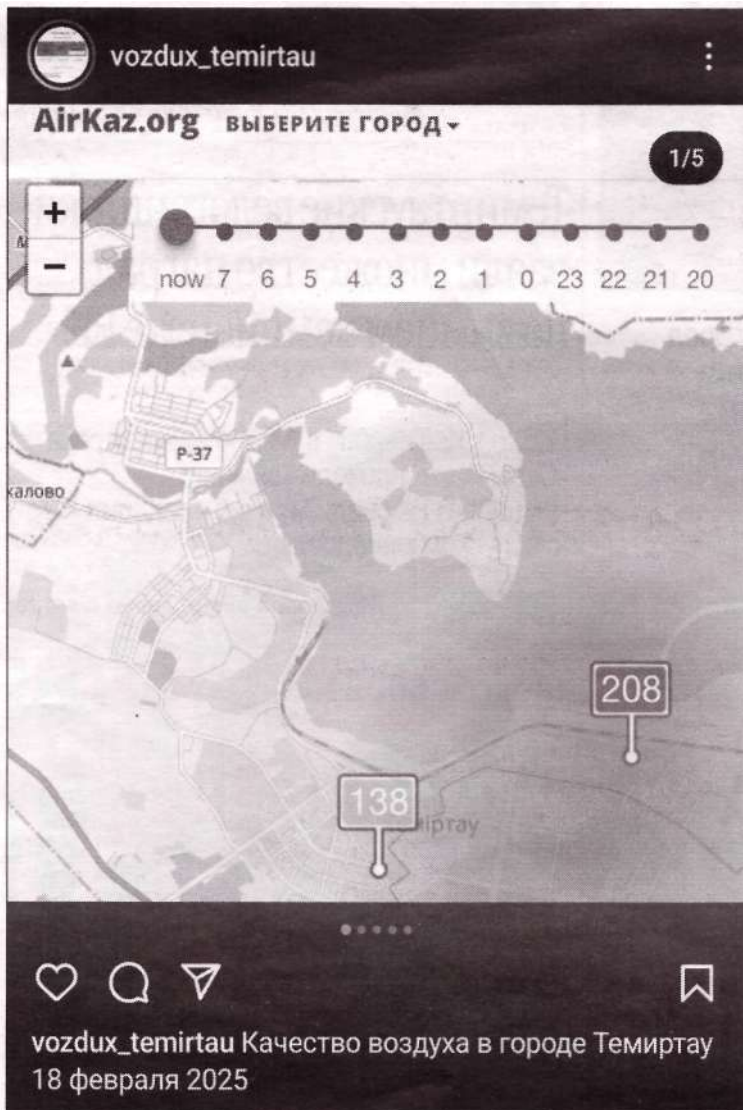 vozdux_temirtau
AirKaz.org ВЫБЕРИТЕ ГОРОД
1/5
+
−
now 7 6 5 4 3 2 1 0 23 22 21 20
P-37
208
138
vozdux_temirtau Качество воздуха в городе Темиртау
18 февраля 2025